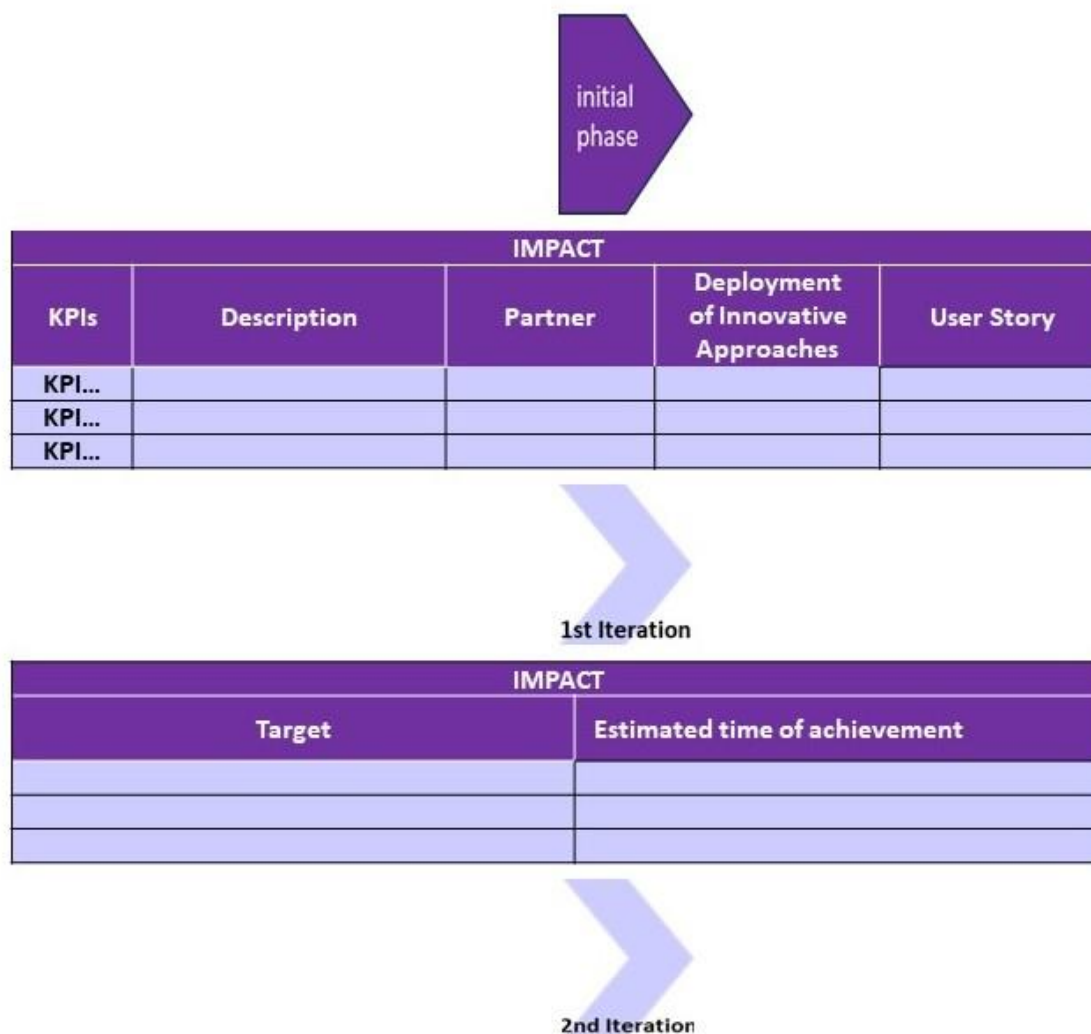 initial
phase
IMPACT
KPIs Description Partner Deployment of Innovative Approaches User Story
KPI...
KPI...
KPI...
1st Iteration
IMPACT
Target Estimated time of achievement
2nd Iteration